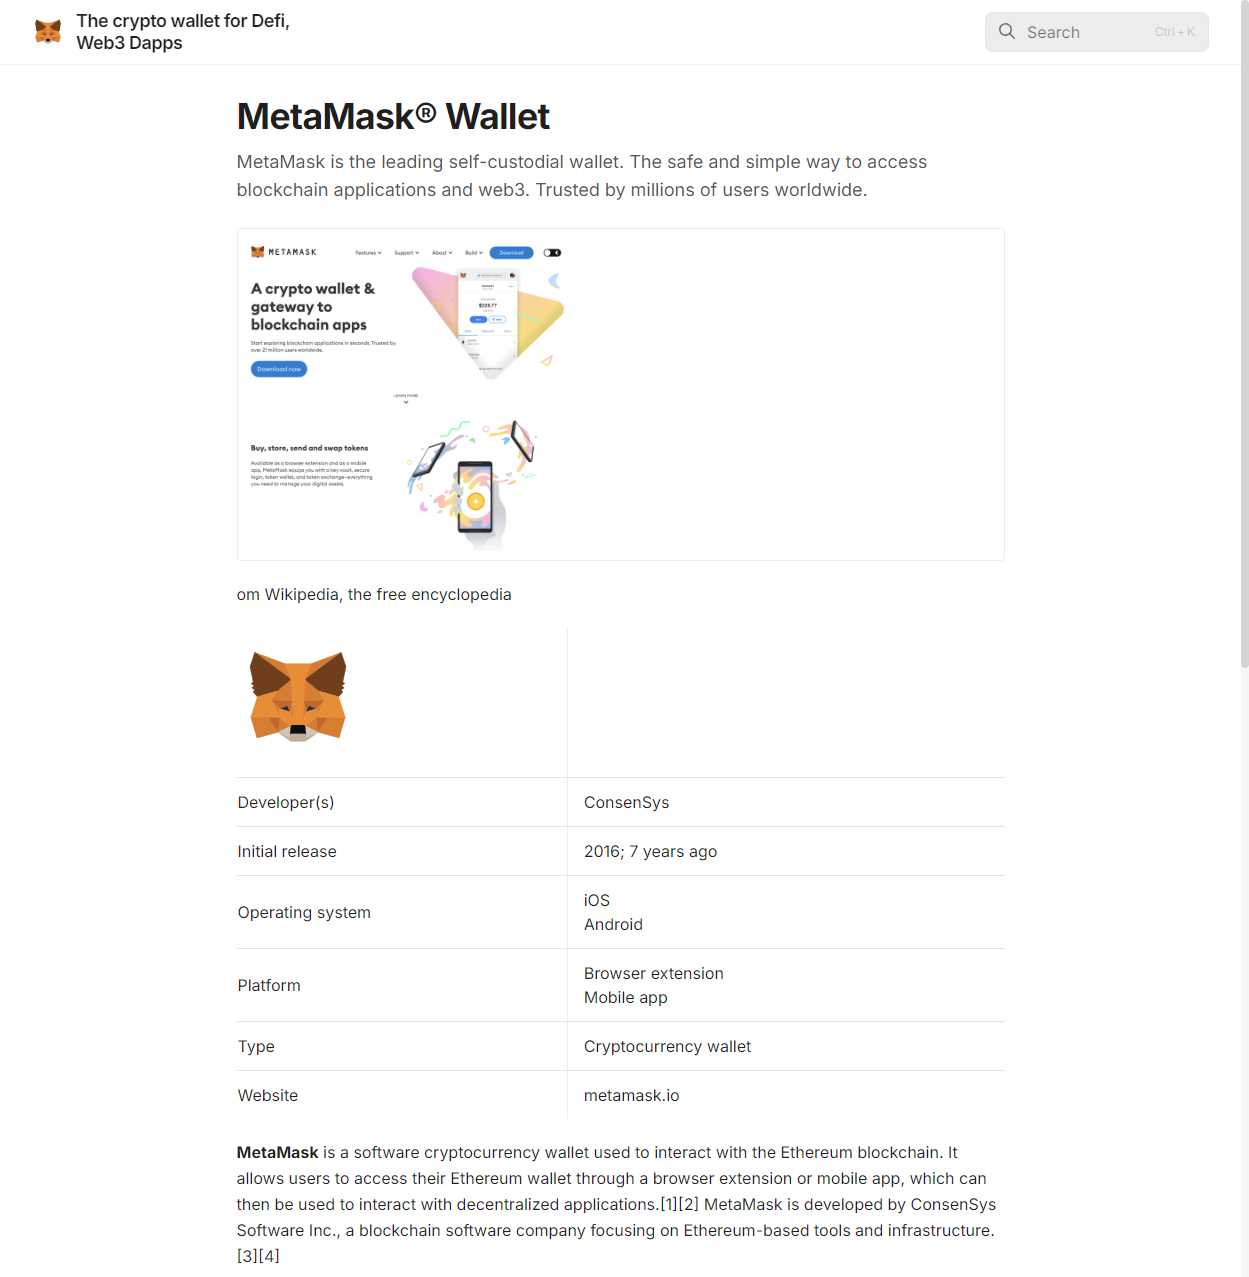 The crypto wallet for Defi,
Web3 Dapps
Search
Ctrl + K
MetaMask® Wallet
MetaMask is the leading self-custodial wallet. The safe and simple way to access
blockchain applications and web3. Trusted by millions of users worldwide.
METAMASK
Features
Support
About
Build
Download
A crypto wallet &
gateway to
blockchain apps
Start exploring blockchain applications in seconds. Trusted by
over 21 million users worldwide.
Download now
LEARN MORE
Buy, store, send and swap tokens
Available as a browser extension and as a mobile
app, MetaMask equips you with a key vault, secure
login, token wallet, and token exchange—everything
you need to manage your digital assets.
om Wikipedia, the free encyclopedia
Developer(s)
ConsenSys
Initial release
2016; 7 years ago
Operating system
iOS
Android
Platform
Browser extension
Mobile app
Type
Cryptocurrency wallet
Website
metamask.io
MetaMask is a software cryptocurrency wallet used to interact with the Ethereum blockchain. It
allows users to access their Ethereum wallet through a browser extension or mobile app, which can
then be used to interact with decentralized applications.[1][2] MetaMask is developed by ConsenSys
Software Inc., a blockchain software company focusing on Ethereum-based tools and infrastructure.
[3][4]